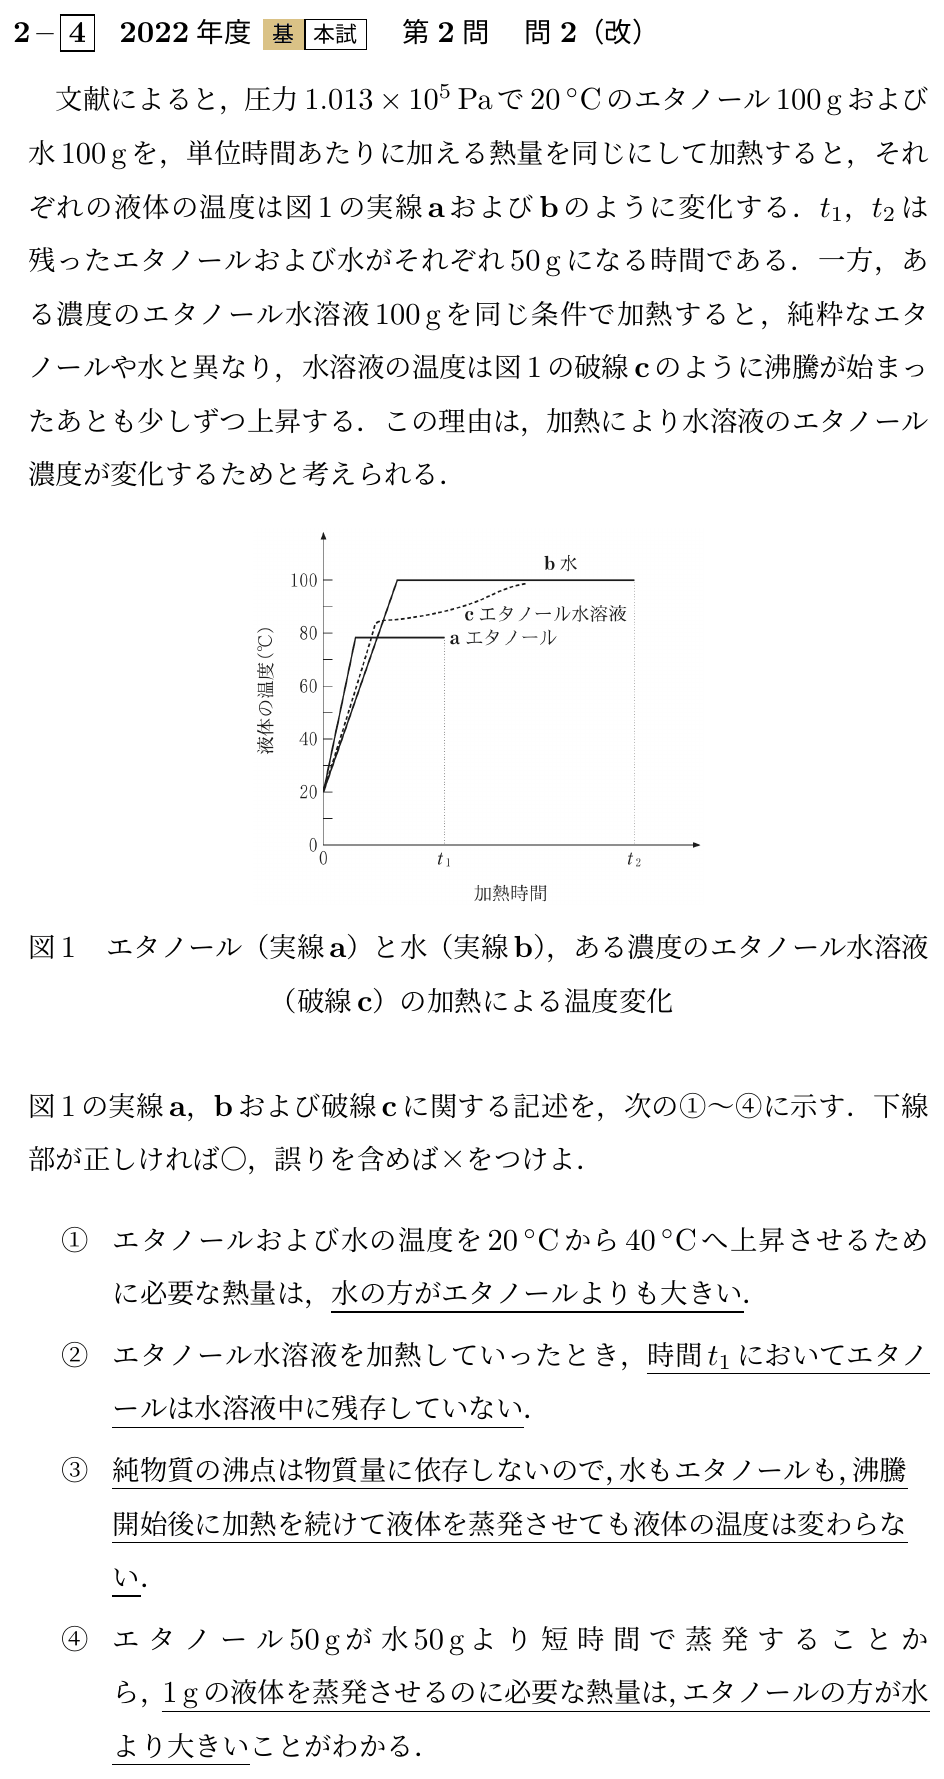 2-4 2022年度 基 本試 第2問 問2（改）
文献によると，圧力1.013 × 10⁵ Paで20 °Cのエタノール100 gおよび
水100 gを，単位時間あたりに加える熱量を同じにして加熱すると，それ
ぞれの液体の温度は図1の実線aおよびbのように変化する．t₁，t₂は
残ったエタノールおよび水がそれぞれ50 gになる時間である．一方，あ
る濃度のエタノール水溶液100 gを同じ条件で加熱すると，純粋なエタ
ノールや水と異なり，水溶液の温度は図1の破線cのように沸騰が始まっ
たあとも少しずつ上昇する．この理由は，加熱により水溶液のエタノール
濃度が変化するためと考えられる．
液体の温度(℃)
100
80
60
40
20
0
b 水
c エタノール水溶液
a エタノール
0 t₁ t₂
加熱時間
図1 エタノール（実線a）と水（実線b），ある濃度のエタノール水溶液
（破線c）の加熱による温度変化
図1の実線a，bおよび破線cに関する記述を，次の①～④に示す．下線
部が正しければ○，誤りを含めば×をつけよ．
① エタノールおよび水の温度を20 °Cから40 °Cへ上昇させるため
に必要な熱量は，水の方がエタノールよりも大きい．
② エタノール水溶液を加熱していったとき，時間t₁においてエタノ
ールは水溶液中に残存していない．
③ 純物質の沸点は物質量に依存しないので，水もエタノールも，沸騰
開始後に加熱を続けて液体を蒸発させても液体の温度は変わらな
い．
④ エタノール50 gが水50 gより短時間で蒸発することか
ら，1 gの液体を蒸発させるのに必要な熱量は，エタノールの方が水
より大きいことがわかる．